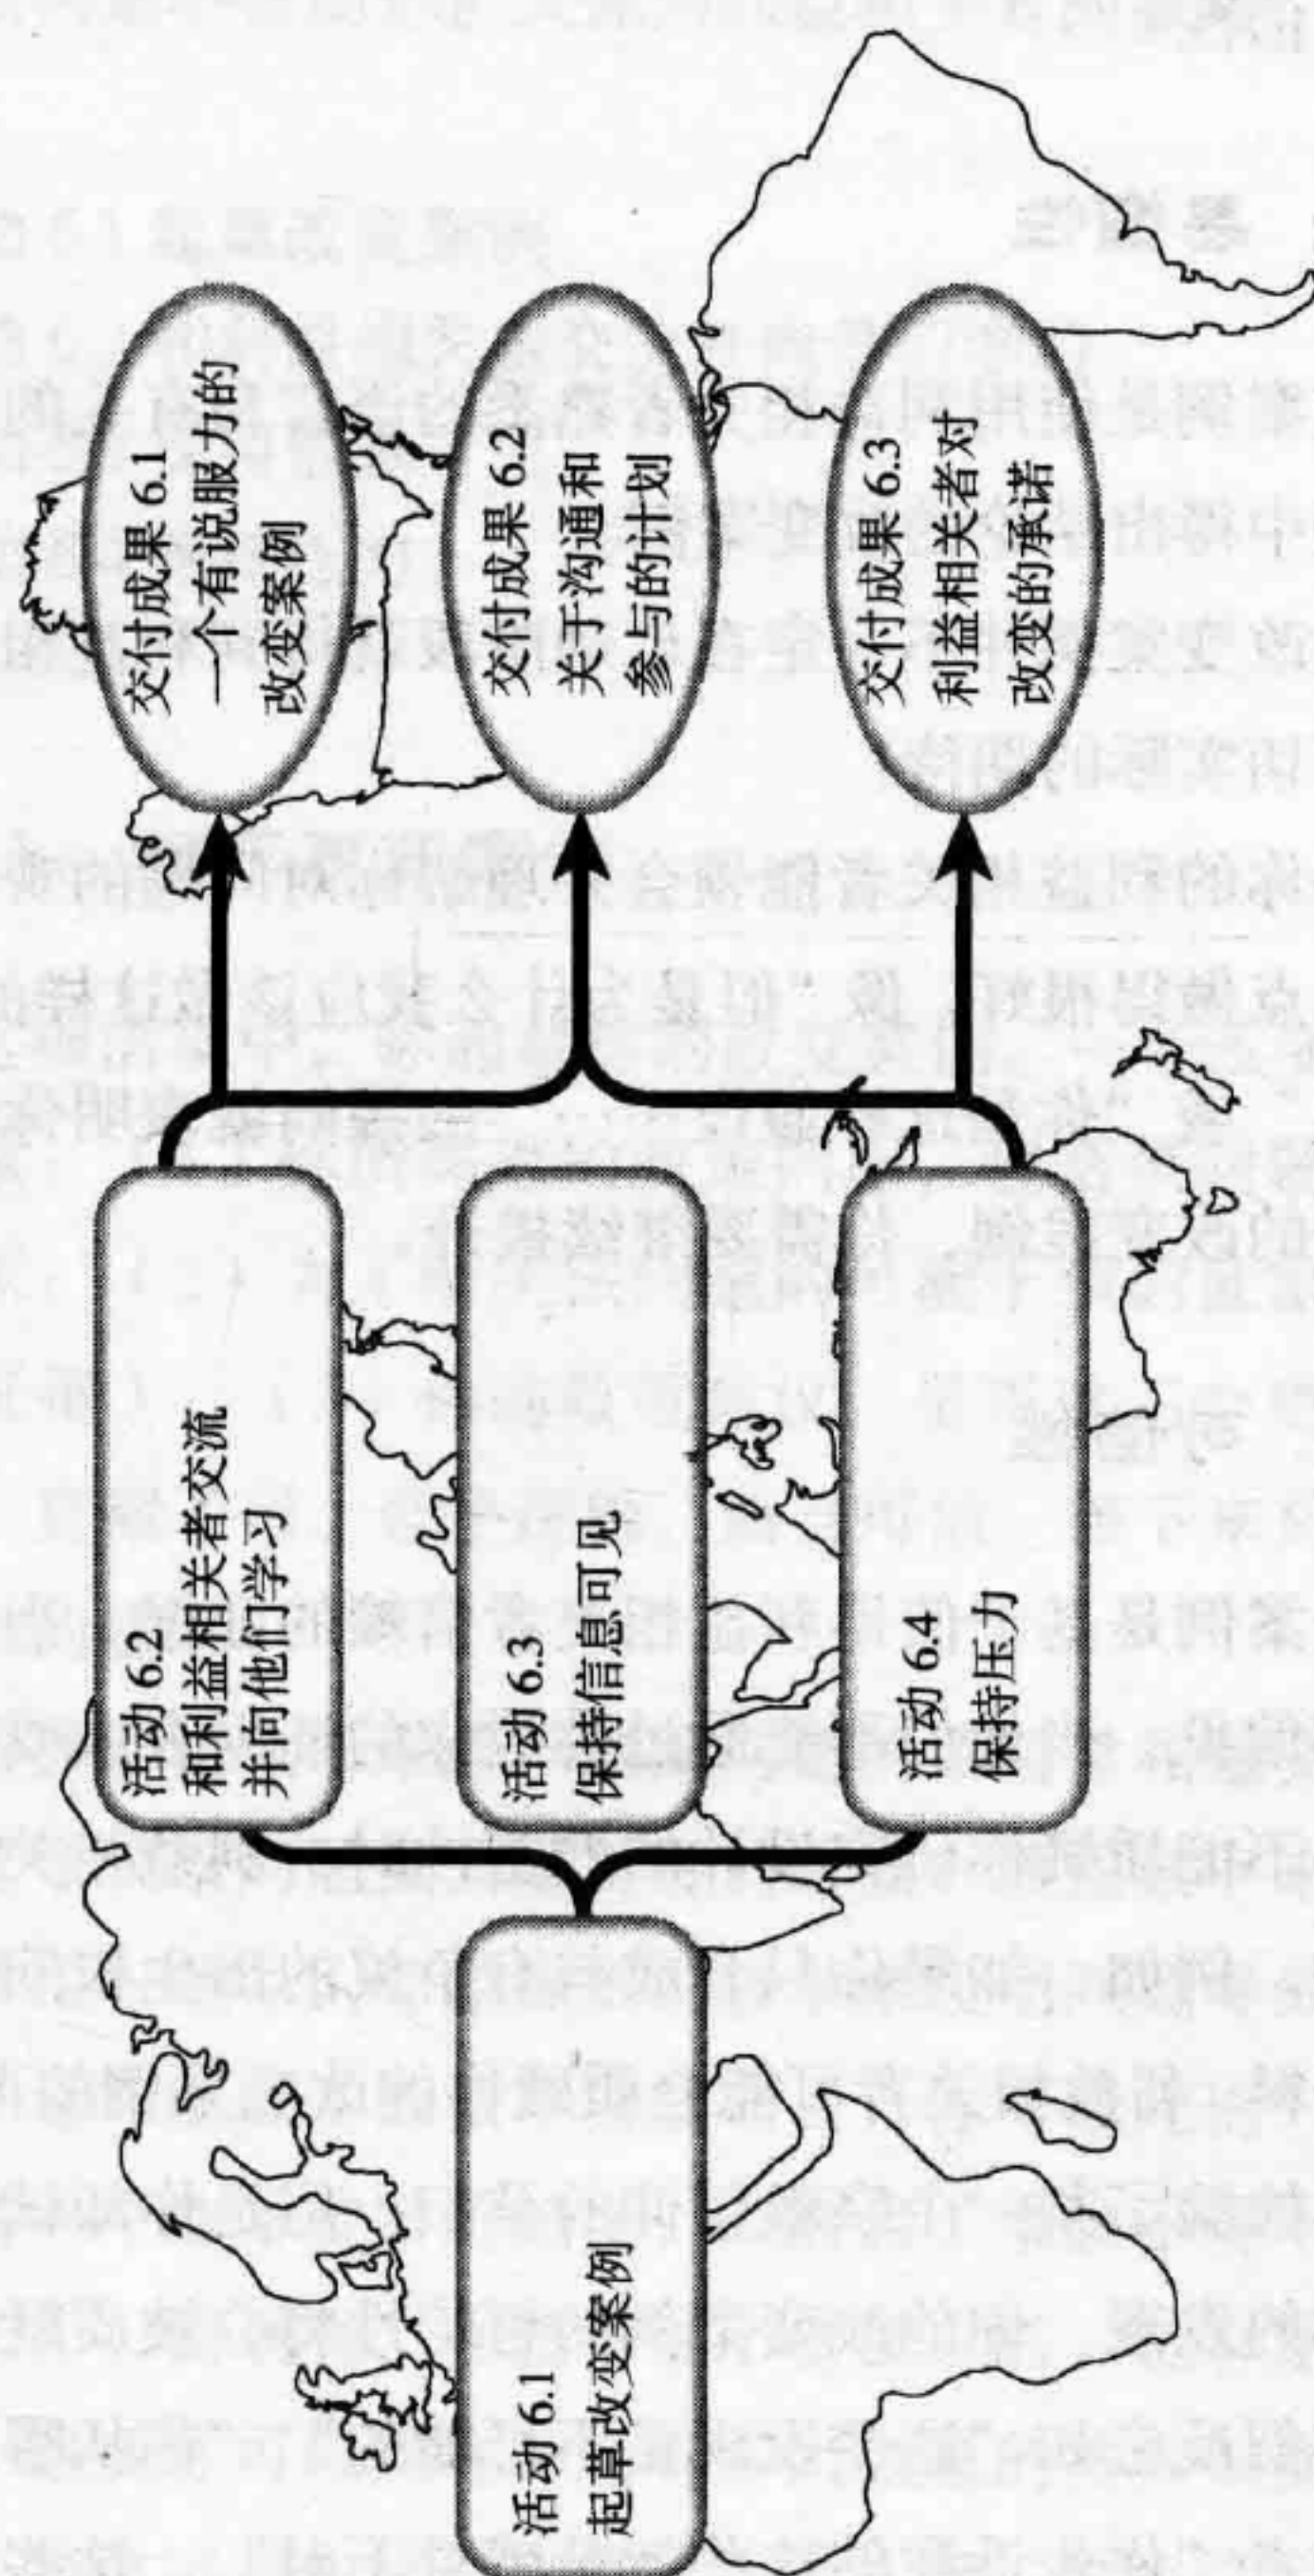 活动 6.1
起草改变案例
活动 6.2
和利益相关者交流
并向他们学习
活动 6.3
保持信息可见
活动 6.4
保持压力
交付成果 6.1
一个有说服力的
改变案例
交付成果 6.2
关于沟通和
参与的计划
交付成果 6.3
利益相关者对
改变的承诺